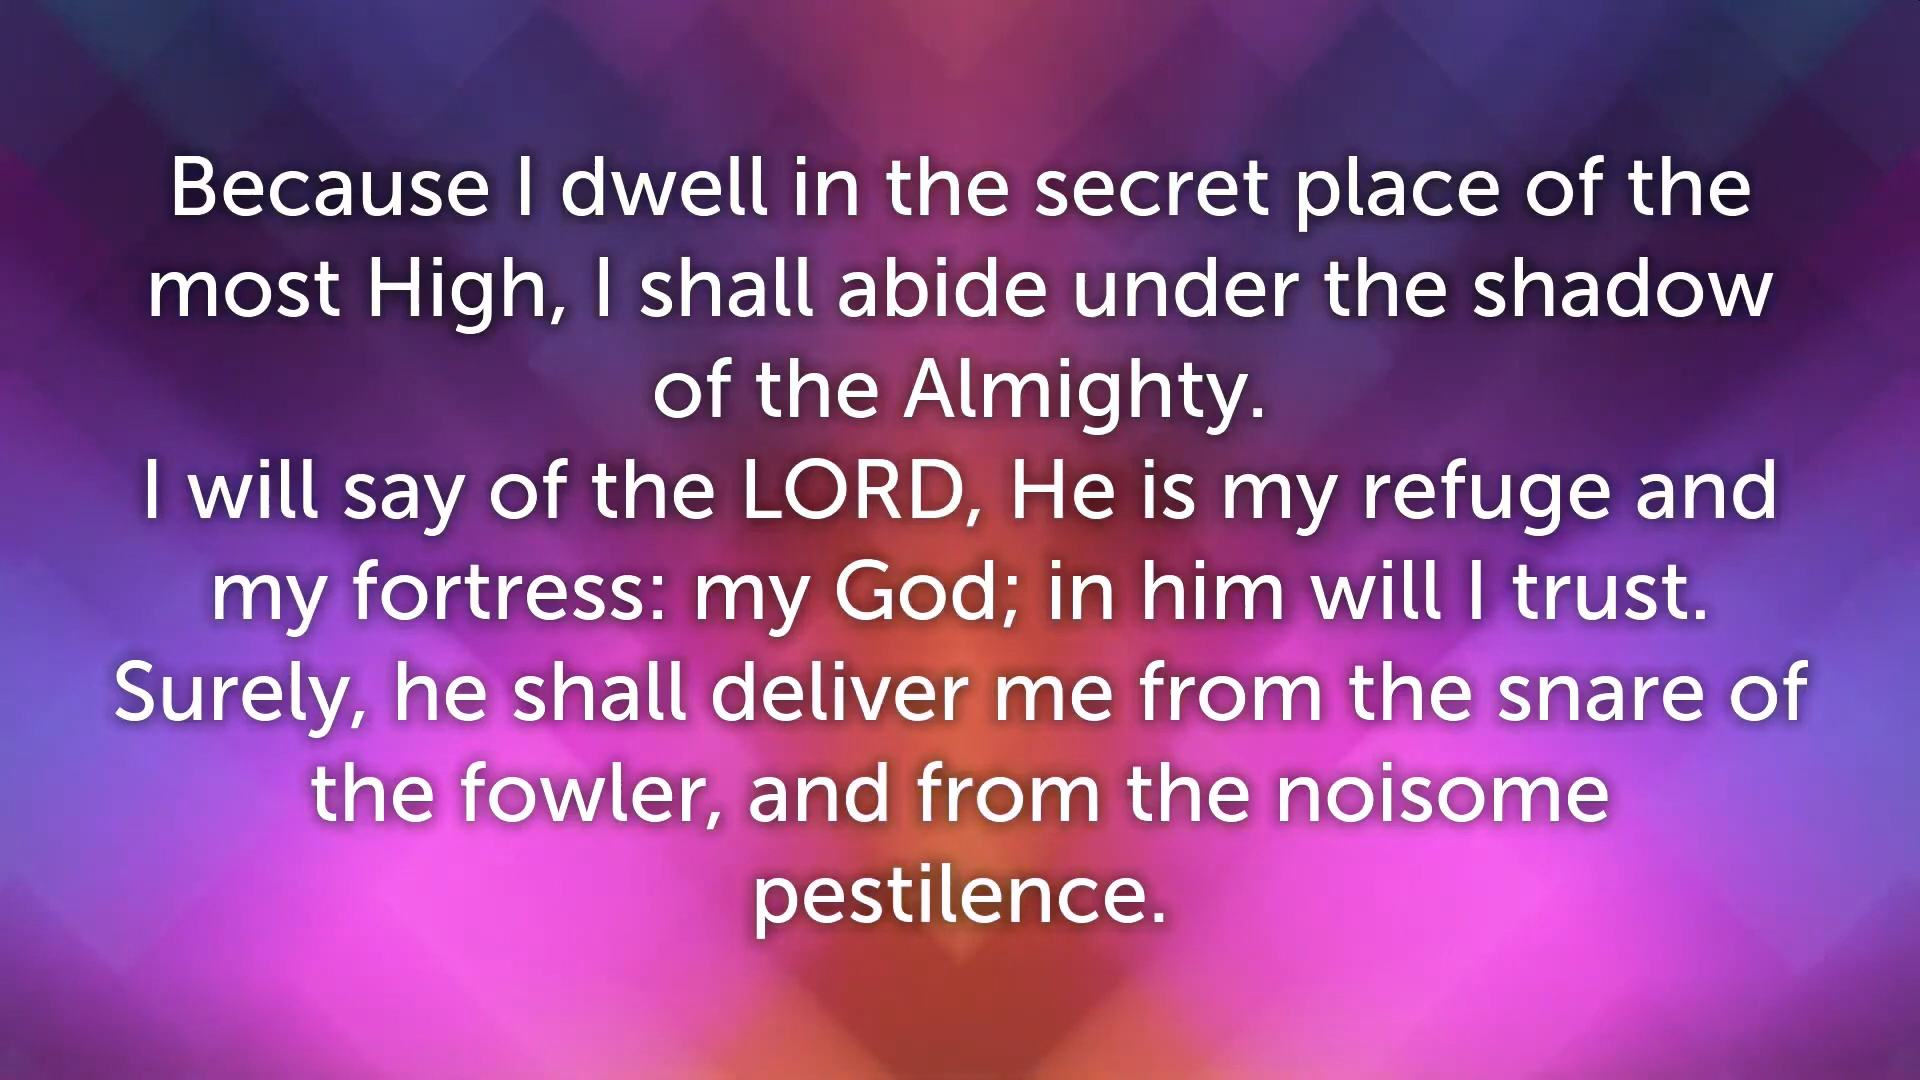 Because I dwell in the secret place of the
most High, I shall abide under the shadow
of the Almighty.
I will say of the LORD, He is my refuge and
my fortress: my God; in him will I trust.
Surely, he shall deliver me from the snare of
the fowler, and from the noisome
pestilence.